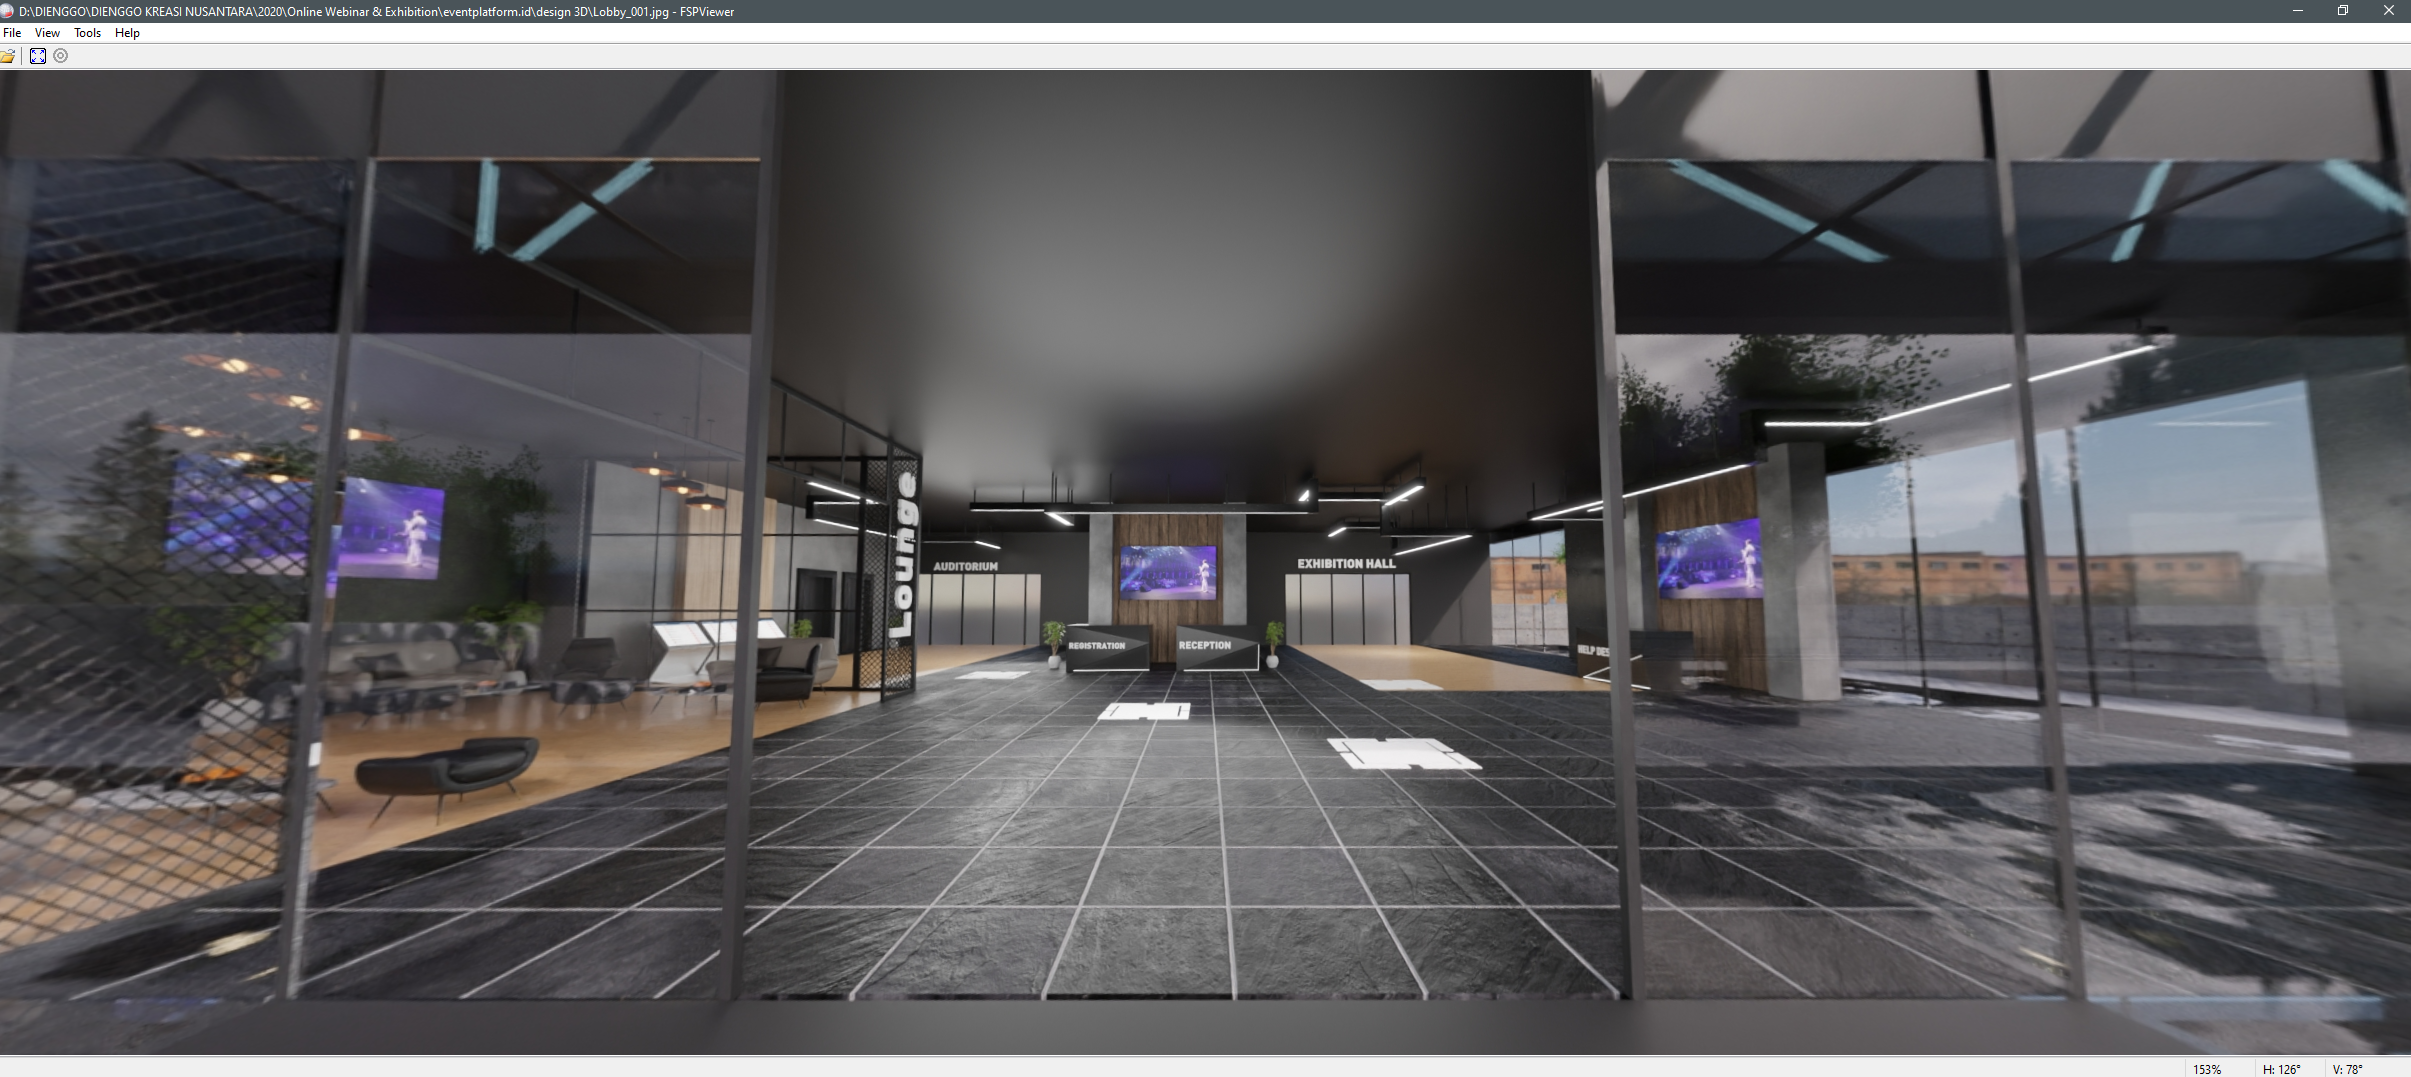 D:\DIENGGO\DIENGGO KREASI NUSANTARA\2020\Online Webinar & Exhibition\eventplatform.id\design 3D\Lobby_001.jpg - FSPViewer
File View Tools Help
Lounge
AUDITORIUM
EXHIBITION HALL
REGISTRATION
RECEPTION
HELP
153% H: 126° V: 78°